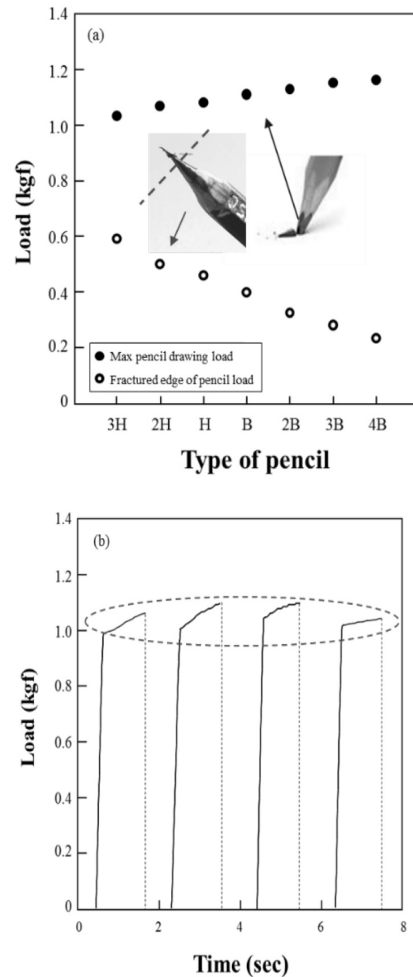 (a)
1.4
1.2
1.0
0.8
0.6
0.4
0.2
0
Load (kgf)
Max pencil drawing load
Fractured edge of pencil load
3H 2H H B 2B 3B 4B
Type of pencil
(b)
1.4
1.2
1.0
0.8
0.6
0.4
0.2
0
Load (kgf)
0 2 4 6 8
Time (sec)